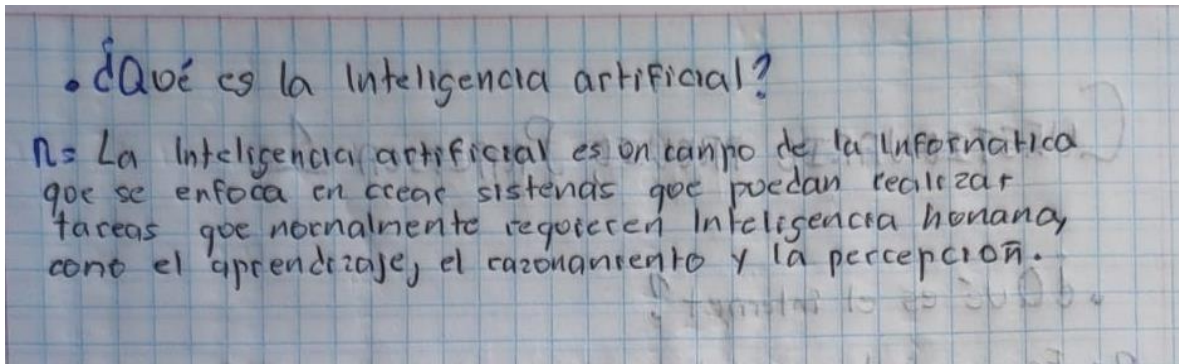 • ¿Qué es la Inteligencia artificial?
R= La Inteligencia artificial es un campo de la Informatica
que se enfoca en crear sistemas que puedan realizar
tareas que normalmente requieren Inteligencia humana,
como el aprendizaje, el razonamiento y la percepción.